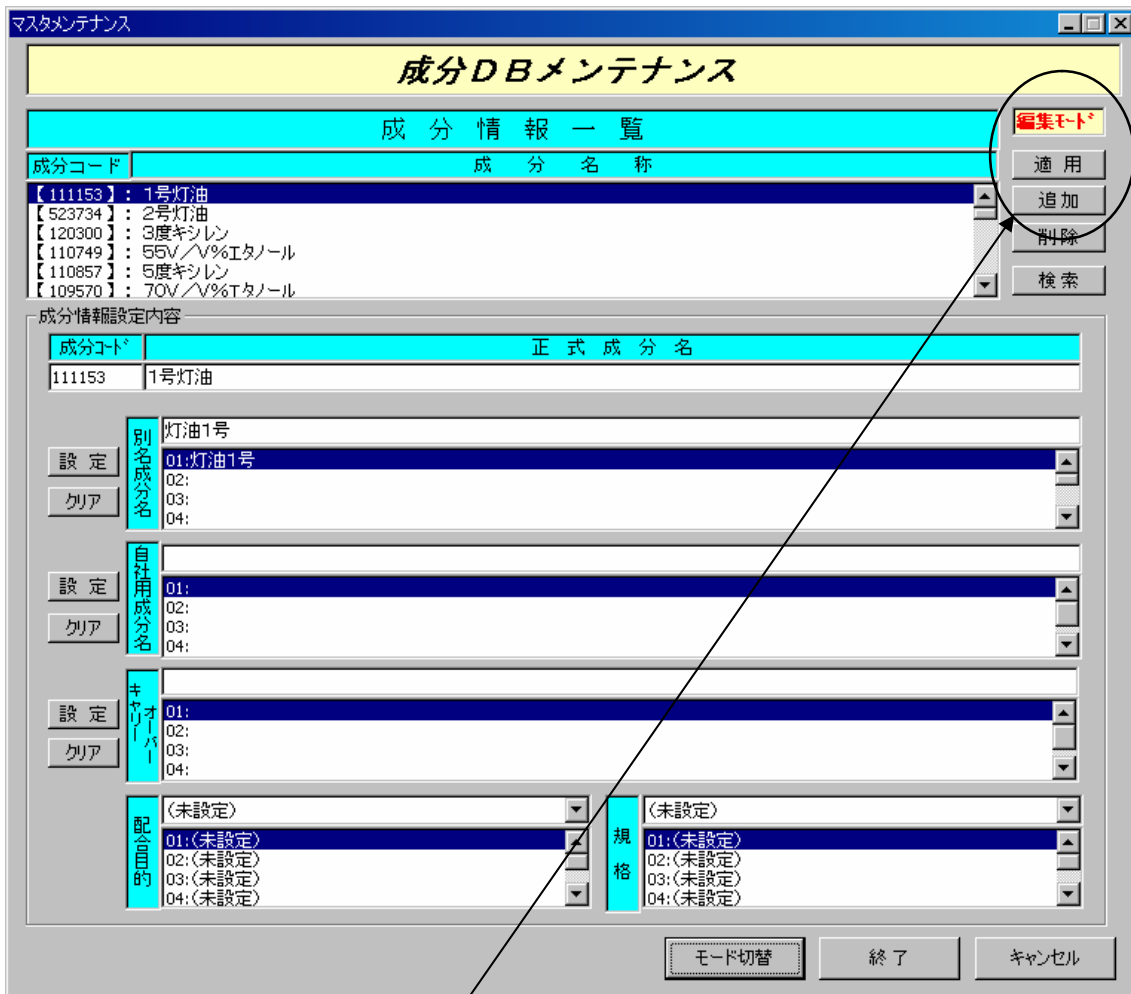 マスタメンテナンス
成分ＤＢメンテナンス
成分情報一覧
編集ﾓｰﾄﾞ
成分コード
成分名称
適用
【111153】：1号灯油
【523734】：2号灯油
【120300】：3度キシレン
【110749】：55V／V%エタノール
【110857】：5度キシレン
【109570】：70V／V%エタノール
追加
削除
検索
成分情報設定内容
成分ｺｰﾄﾞ
正式成分名
111153
1号灯油
別名成分名
灯油1号
設定
クリア
01:灯油1号
02:
03:
04:
自社用成分名
設定
クリア
01:
02:
03:
04:
キャリー
オーバー
設定
クリア
01:
02:
03:
04:
配合目的
(未設定)
01:(未設定)
02:(未設定)
03:(未設定)
04:(未設定)
規格
(未設定)
01:(未設定)
02:(未設定)
03:(未設定)
04:(未設定)
モード切替
終了
キャンセル